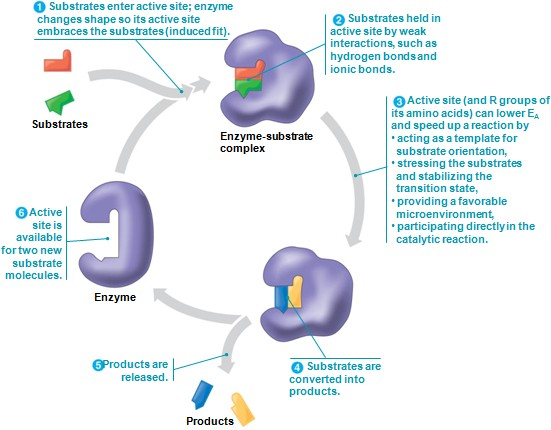 1 Substrates enter active site; enzyme
changes shape so its active site
embraces the substrates (induced fit).
2 Substrates held in
active site by weak
interactions, such as
hydrogen bonds and
ionic bonds.
Substrates
Enzyme-substrate
complex
3 Active site (and R groups of
its amino acids) can lower EA
and speed up a reaction by
• acting as a template for
substrate orientation,
• stressing the substrates
and stabilizing the
transition state,
• providing a favorable
microenvironment,
• participating directly in the
catalytic reaction.
6 Active
site is
available
for two new
substrate
molecules.
Enzyme
5 Products are
released.
4 Substrates are
converted into
products.
Products